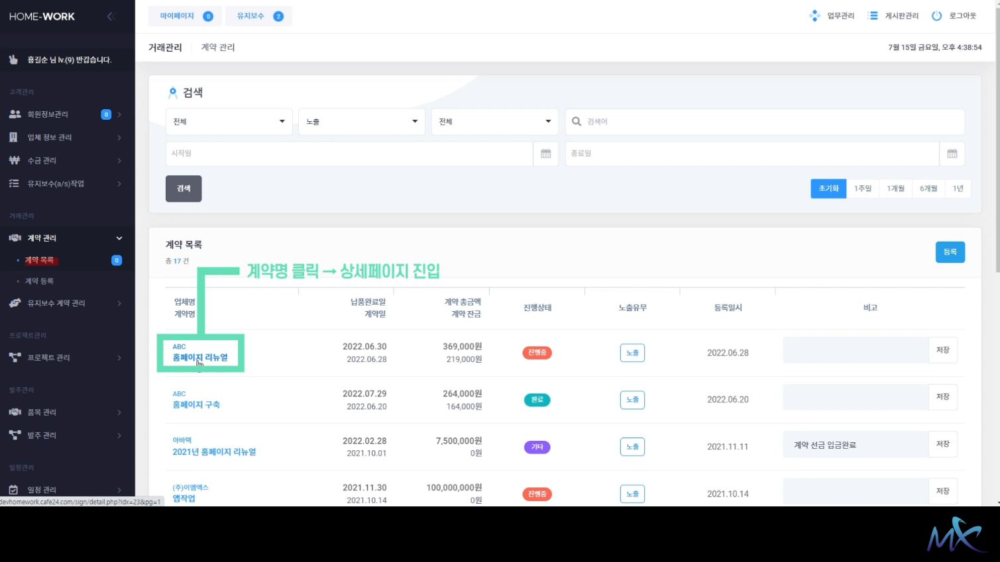 HOME-WORK
마이페이지 0
유지보수 2
업무관리
게시판관리
로그아웃
거래관리
계약 관리
7월 15일 금요일, 오후 4:38:54
홍길순 님 lv.(9) 반갑습니다.
고객관리
회원정보관리 0
업체 정보 관리
수금 관리
유지보수(a/s)작업
거래관리
계약 관리
계약 목록 0
계약 등록
유지보수 계약 관리
프로젝트관리
프로젝트 관리
발주관리
품목 관리
발주 관리
일정관리
일정 관리
devhomework.cafe24.com/sign/detail.php?idx=23&pg=1
검색
전체
노출
전체
검색어
시작일
종료일
검색
초기화
1주일
1개월
6개월
1년
계약 목록
총 17 건
등록
계약명 클릭 → 상세페이지 진입
업체명
계약명
납품완료일
계약일
계약 총금액
계약 잔금
진행상태
노출유무
등록일시
비고
ABC
홈페이지 리뉴얼
2022.06.30
2022.06.28
369,000원
219,000원
진행중
노출
2022.06.28
저장
ABC
홈페이지 구축
2022.07.29
2022.06.20
264,000원
164,000원
완료
노출
2022.06.20
저장
아바텍
2021년 홈페이지 리뉴얼
2022.02.28
2021.10.01
7,500,000원
0원
기타
노출
2021.11.11
계약 선금 입금완료
저장
(주)이엠엑스
앱작업
2021.11.30
2021.10.14
100,000,000원
0원
진행중
노출
2021.10.14
저장
MX